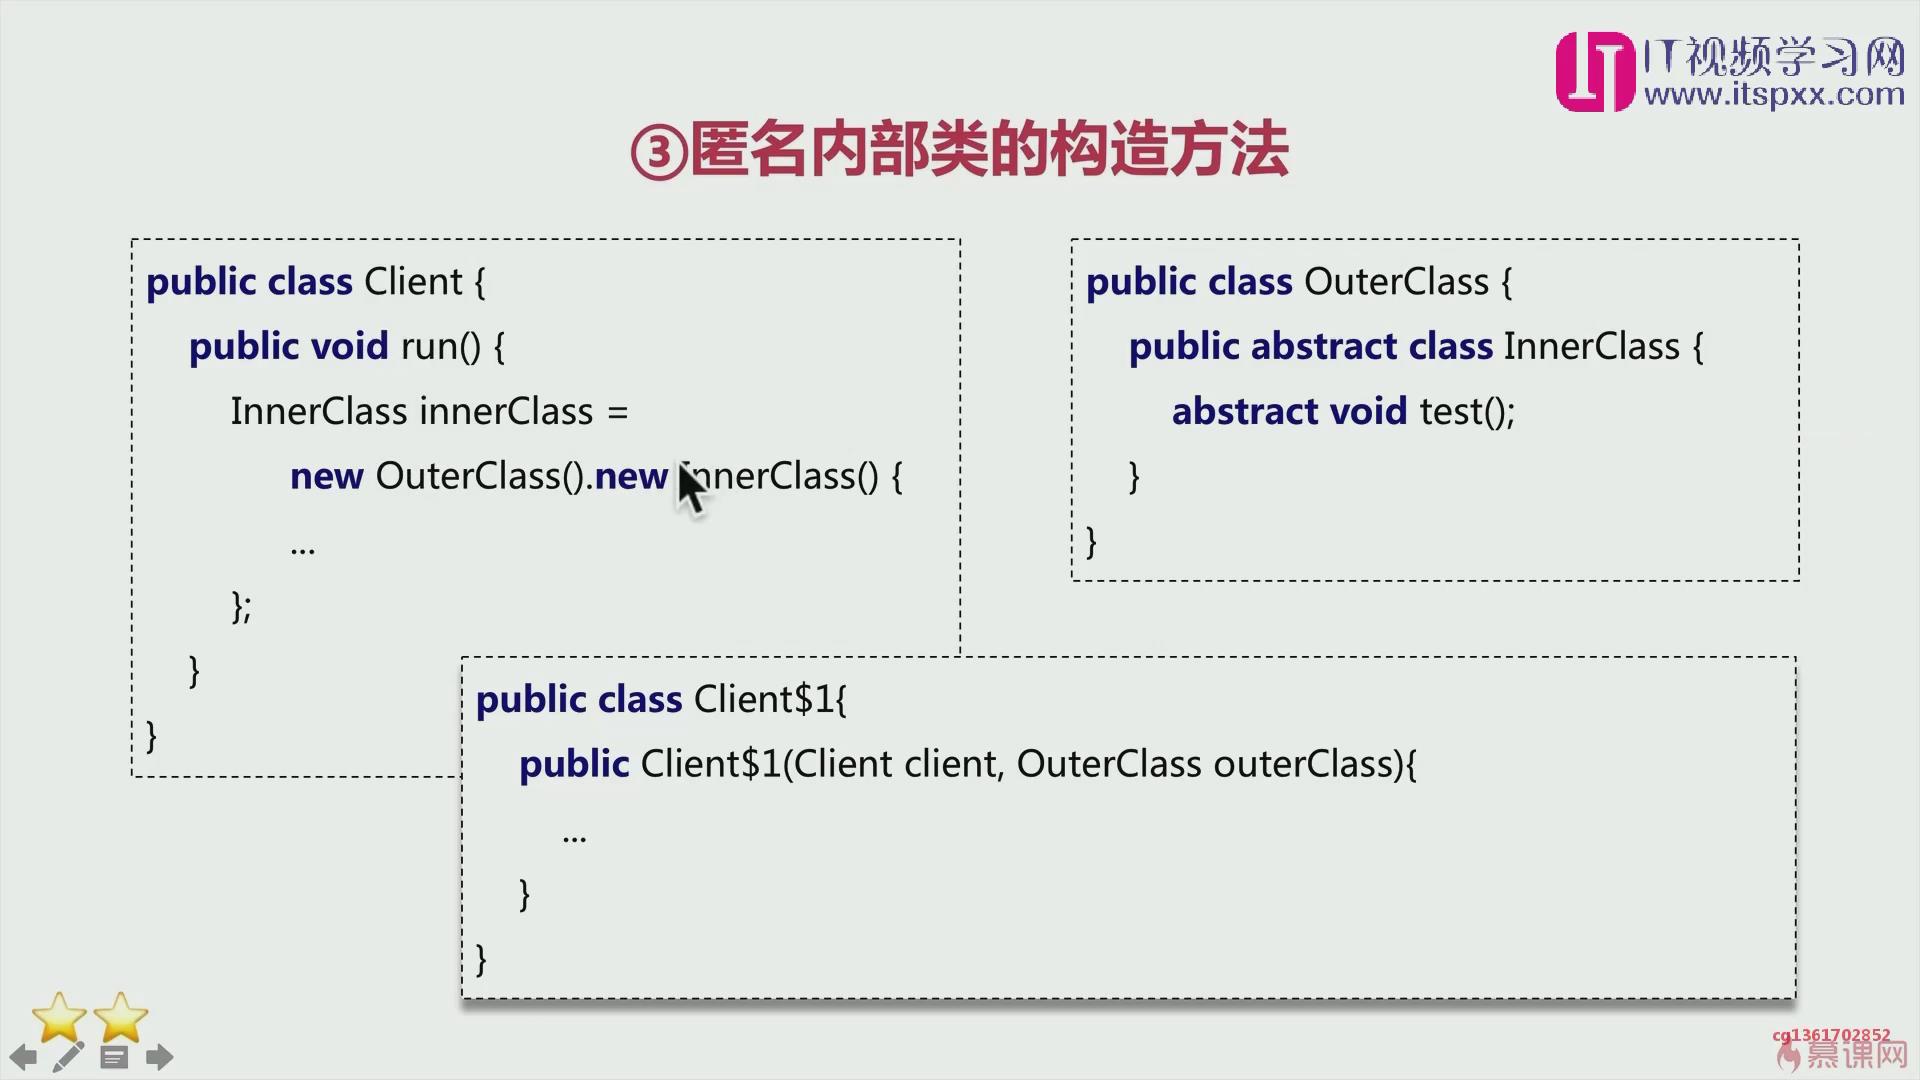 IT视频学习网
www.itspxx.com
③匿名内部类的构造方法
public class Client {
public void run() {
InnerClass innerClass =
new OuterClass().new InnerClass() {
...
};
}
}
public class OuterClass {
public abstract class InnerClass {
abstract void test();
}
}
public class Client$1{
public Client$1(Client client, OuterClass outerClass){
...
}
}
cg1361702852
慕课网